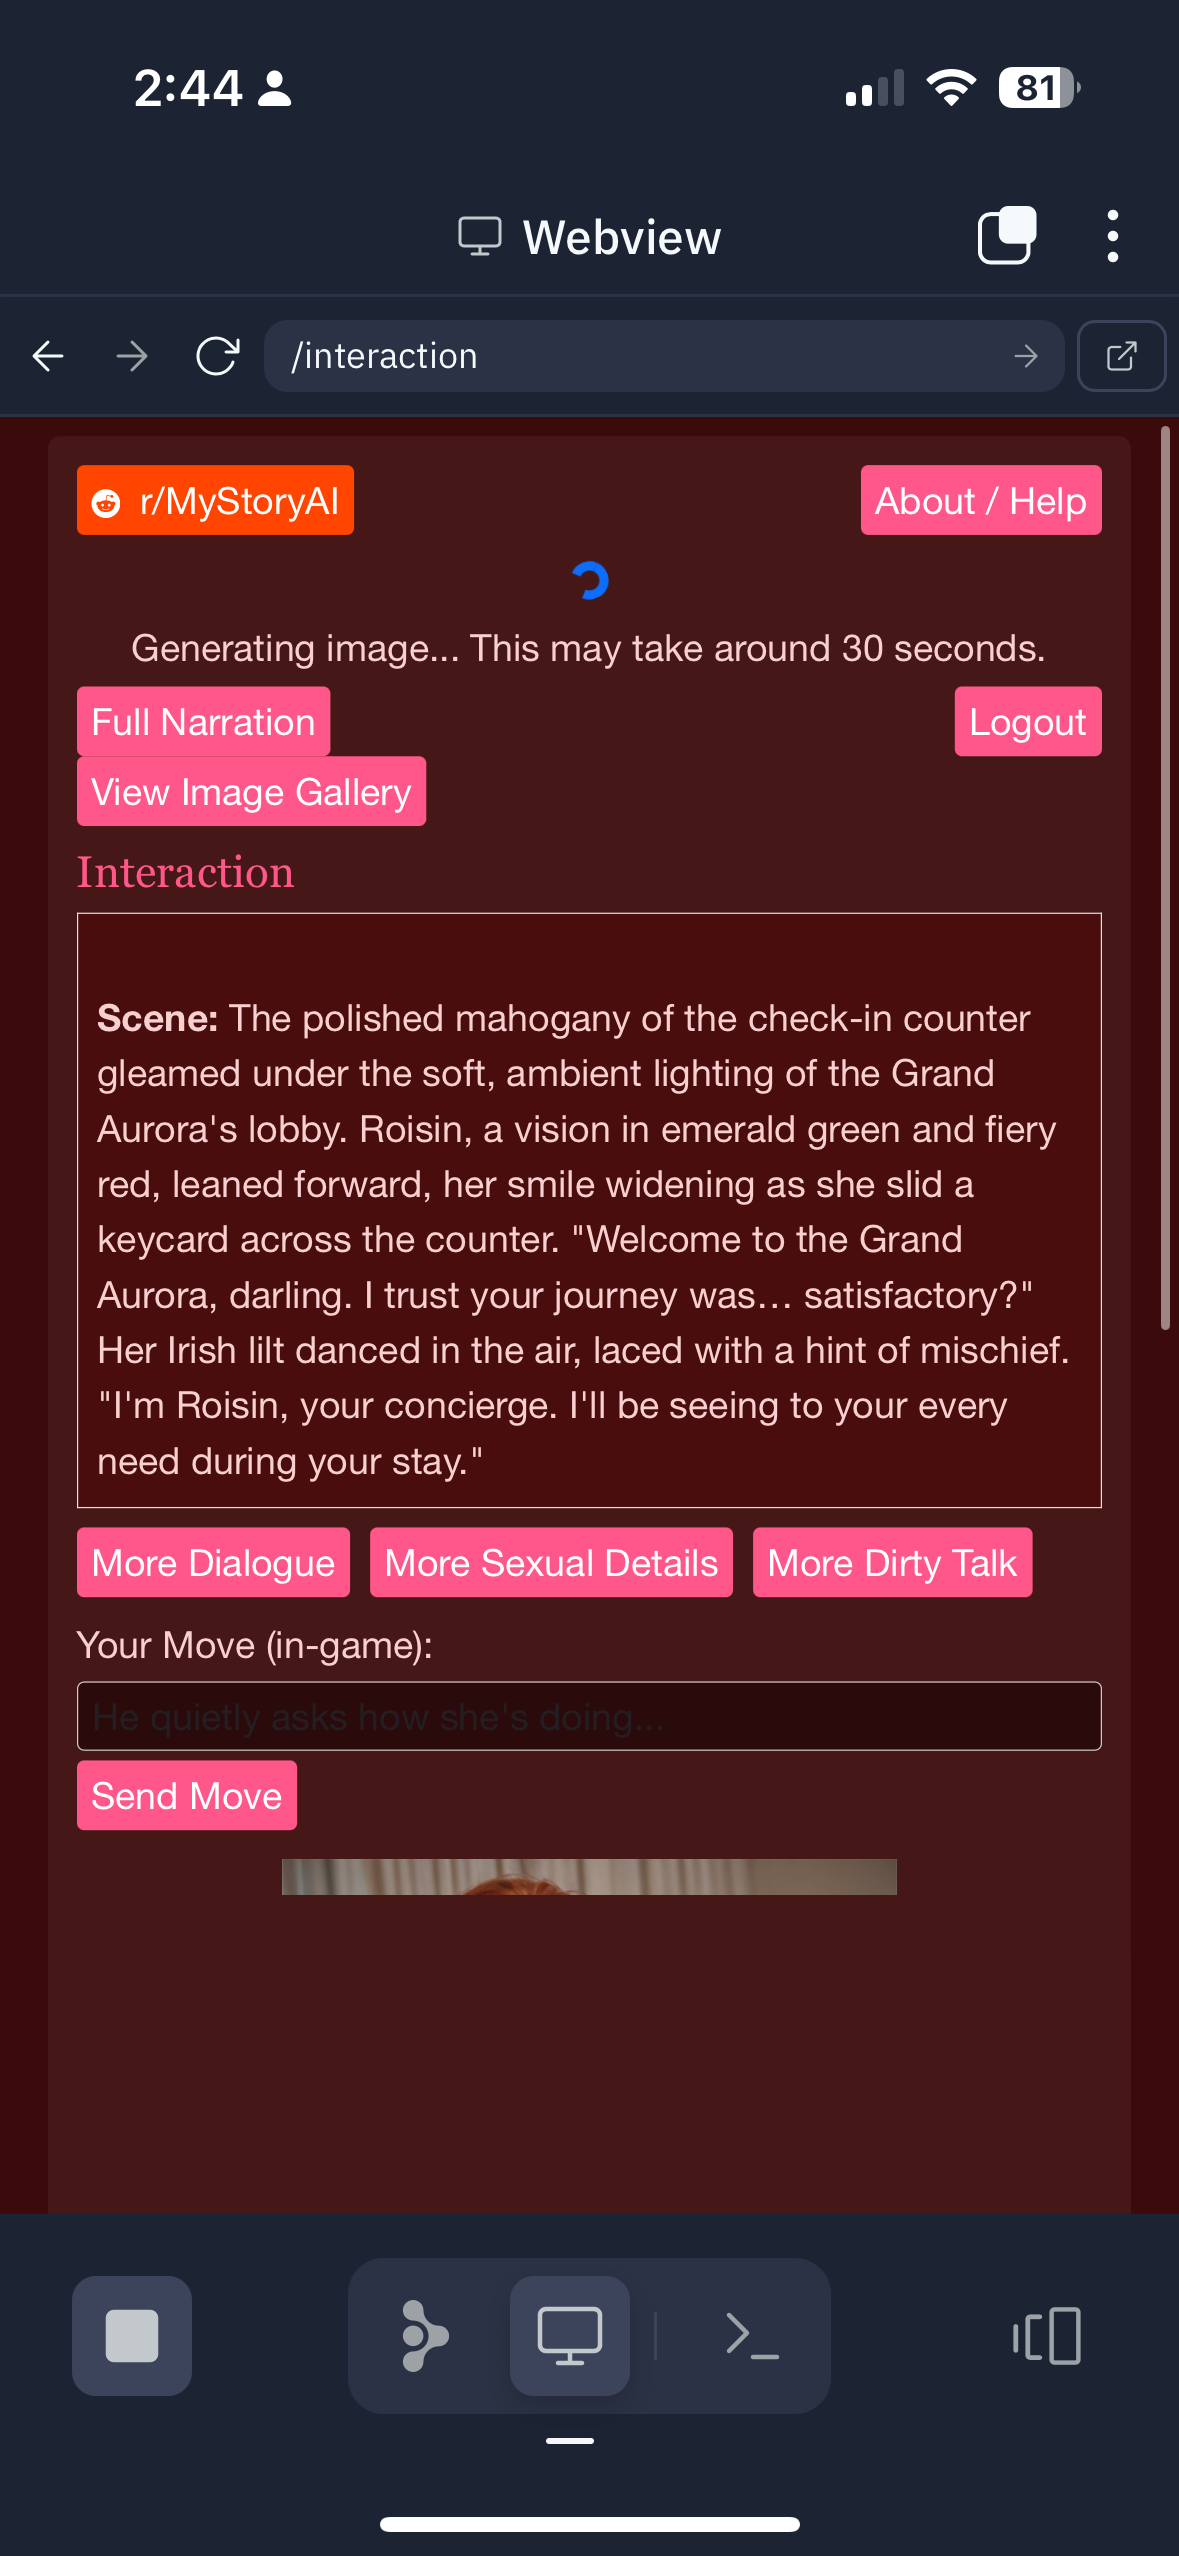 2:44
81
Webview
/interaction
r/MyStoryAI
About / Help
Generating image... This may take around 30 seconds.
Full Narration
Logout
View Image Gallery
Interaction
Scene: The polished mahogany of the check-in counter
gleamed under the soft, ambient lighting of the Grand
Aurora's lobby. Roisin, a vision in emerald green and fiery
red, leaned forward, her smile widening as she slid a
keycard across the counter. "Welcome to the Grand
Aurora, darling. I trust your journey was… satisfactory?"
Her Irish lilt danced in the air, laced with a hint of mischief.
"I'm Roisin, your concierge. I'll be seeing to your every
need during your stay."
More Dialogue
More Sexual Details
More Dirty Talk
Your Move (in-game):
He quietly asks how she's doing...
Send Move